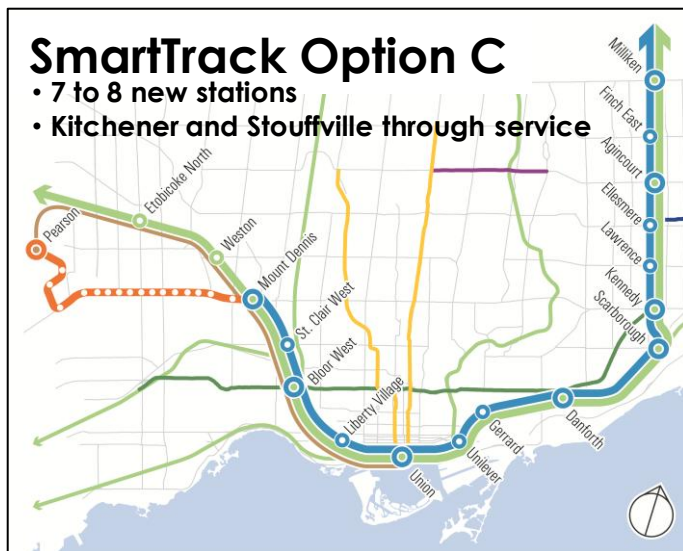 SmartTrack Option C
• 7 to 8 new stations
• Kitchener and Stouffville through service
Milliken
Finch East
Agincourt
Ellesmere
Lawrence
Kennedy
Scarborough
Etobicoke North
Pearson
Weston
Mount Dennis
St. Clair West
Bloor West
Liberty Village
Union
Unilever
Gerrard
Danforth